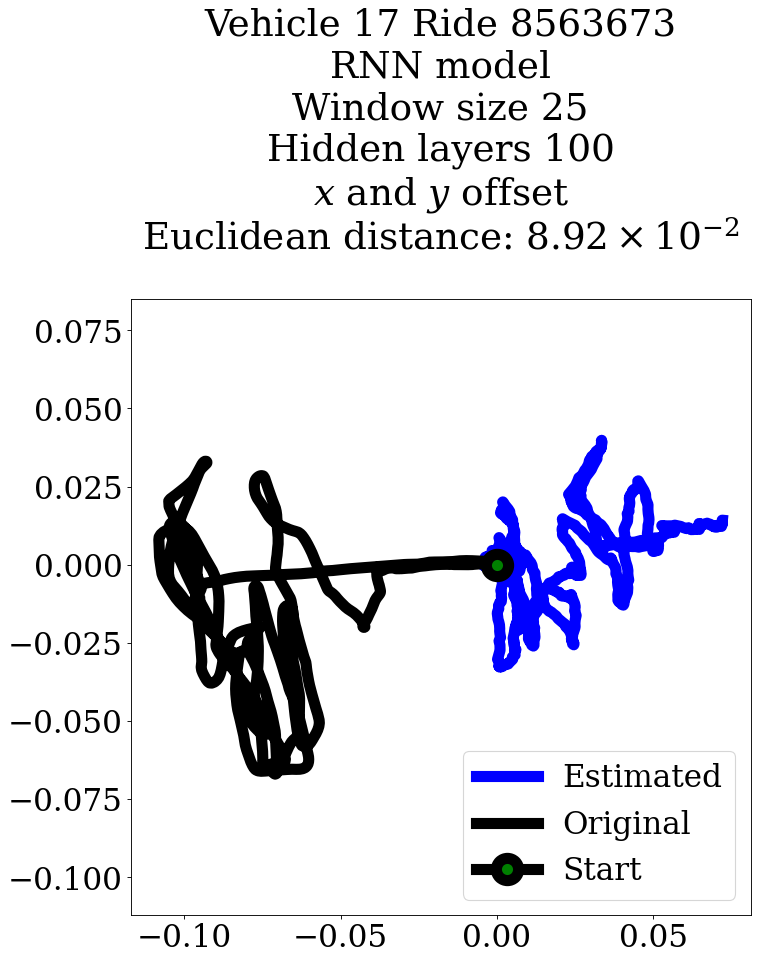 Vehicle 17 Ride 8563673
RNN model
Window size 25
Hidden layers 100
x and y offset
Euclidean distance: 8.92 × 10⁻²
0.075
0.050
0.025
0.000
−0.025
−0.050
−0.075
−0.100
Estimated
Original
Start
−0.10
−0.05
0.00
0.05